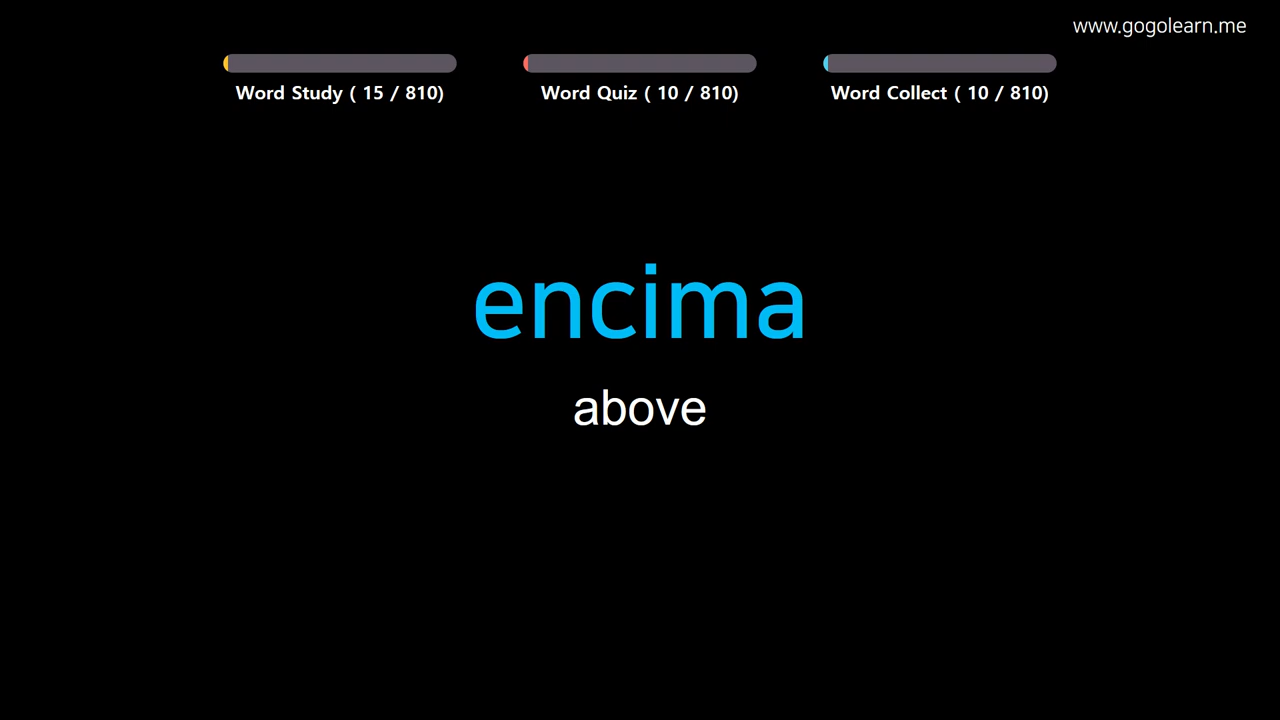 www.gogolearn.me
Word Study ( 15 / 810)
Word Quiz ( 10 / 810)
Word Collect ( 10 / 810)
encima
above